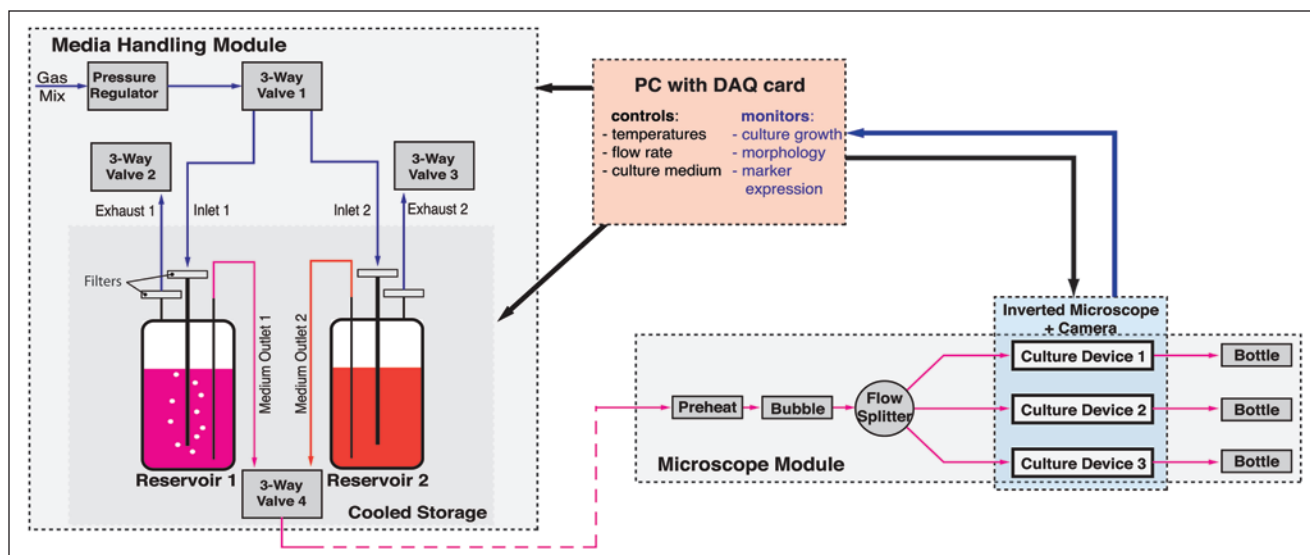 Media Handling Module
Gas
Mix
Pressure
Regulator
3-Way
Valve 1
3-Way
Valve 2
3-Way
Valve 3
Exhaust 1
Inlet 1
Inlet 2
Exhaust 2
Filters
Medium Outlet 1
Medium Outlet 2
Reservoir 1
Reservoir 2
3-Way
Valve 4
Cooled Storage
PC with DAQ card
controls:
- temperatures
- flow rate
- culture medium
monitors:
- culture growth
- morphology
- marker
expression
Inverted Microscope
+ Camera
Culture Device 1
Bottle
Preheat
Bubble
Flow
Splitter
Culture Device 2
Bottle
Culture Device 3
Bottle
Microscope Module